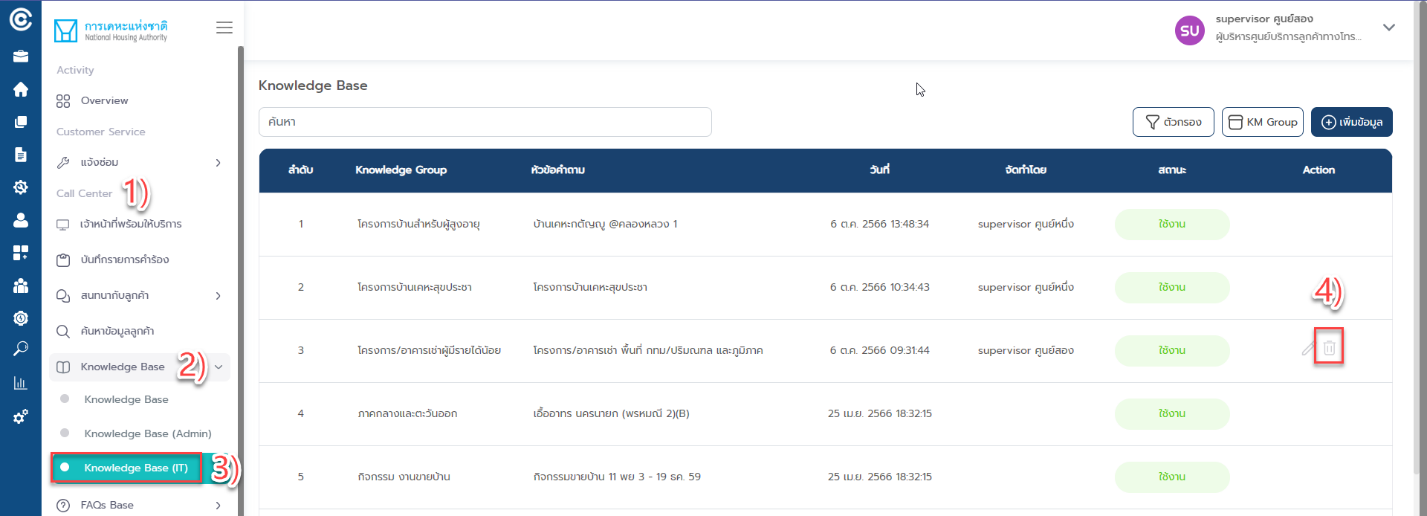 การเคหะแห่งชาติ
National Housing Authority
SU
supervisor ศูนย์สอง
ผู้บริหารศูนย์บริการลูกค้าทางโทร...
Activity
Overview
Customer Service
แจ้งซ่อม
Call Center
1)
เจ้าหน้าที่พร้อมให้บริการ
บันทึกรายการคำร้อง
สนทนากับลูกค้า
ค้นหาข้อมูลลูกค้า
Knowledge Base
2)
Knowledge Base
Knowledge Base (Admin)
Knowledge Base (IT)
3)
FAQs Base
Knowledge Base
ค้นหา
ตัวกรอง
KM Group
เพิ่มข้อมูล
ลำดับ Knowledge Group หัวข้อคำถาม วันที่ จัดทำโดย สถานะ Action
1 โครงการบ้านสำหรับผู้สูงอายุ บ้านเคหะกตัญญู @คลองหลวง 1 6 ต.ค. 2566 13:48:34 supervisor ศูนย์หนึ่ง ใช้งาน
2 โครงการบ้านเคหะสุขประชา โครงการบ้านเคหะสุขประชา 6 ต.ค. 2566 10:34:43 supervisor ศูนย์หนึ่ง ใช้งาน
4)
3 โครงการ/อาคารเช่าผู้มีรายได้น้อย โครงการ/อาคารเช่า พื้นที่ กทม/ปริมณฑล และภูมิภาค 6 ต.ค. 2566 09:31:44 supervisor ศูนย์สอง ใช้งาน
4 ภาคกลางและตะวันออก เอื้ออาทร นครนายก (พรหมณี 2)(B) 25 เม.ย. 2566 18:32:15 ใช้งาน
5 กิจกรรม งานขายบ้าน กิจกรรมขายบ้าน 11 พย 3 - 19 ธค. 59 25 เม.ย. 2566 18:32:15 ใช้งาน